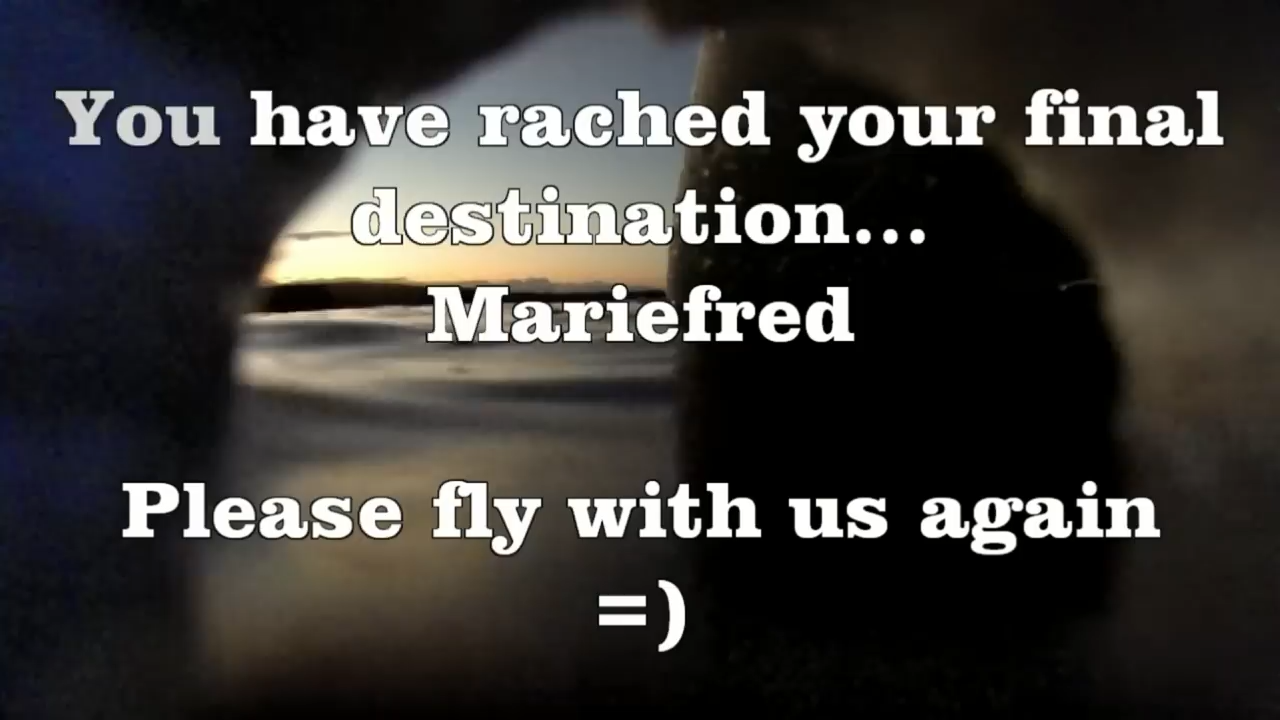 You have rached your final
destination...
Mariefred
Please fly with us again
=)